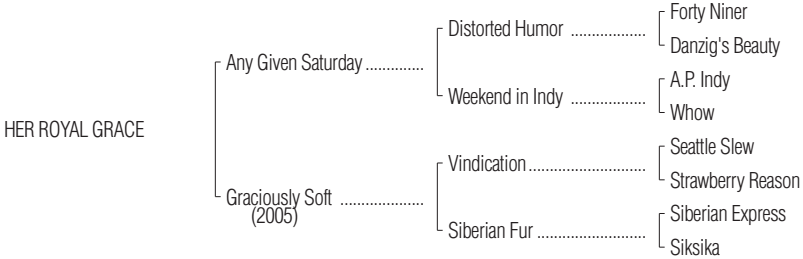 Forty Niner
Distorted Humor ..................
Danzig's Beauty
Any Given Saturday ..............
A.P. Indy
Weekend in Indy ..................
Whow
HER ROYAL GRACE
Seattle Slew
Vindication............................
Strawberry Reason
Graciously Soft ....................
(2005)
Siberian Express
Siberian Fur ..........................
Siksika